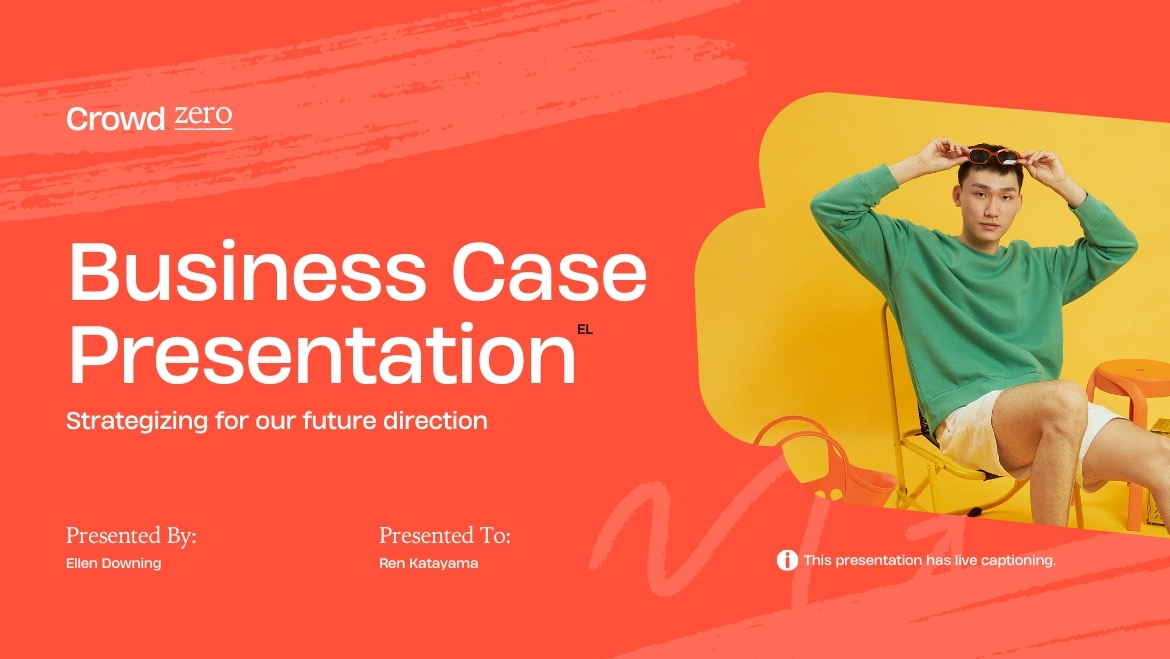 Crowd zero
Business Case
Presentation EL
Strategizing for our future direction
Presented By:
Ellen Downing
Presented To:
Ren Katayama
This presentation has live captioning.